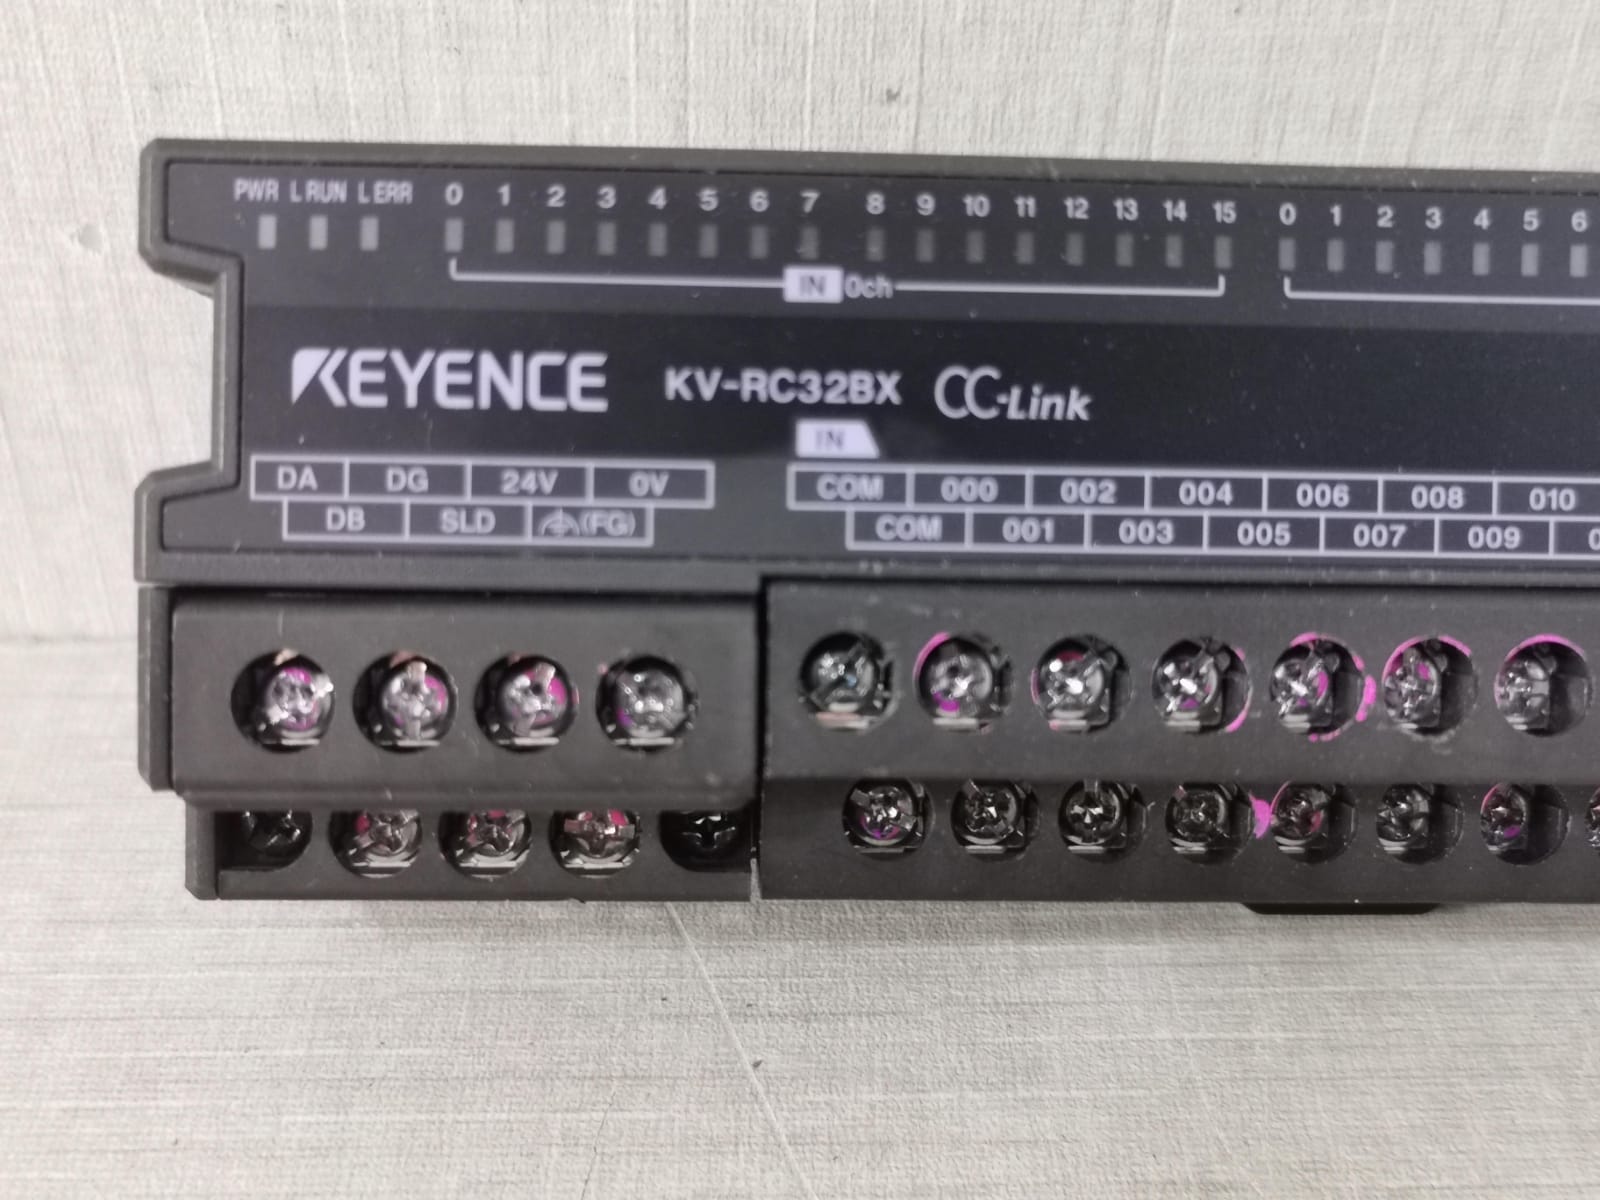 PWR L RUN L ERR 0 1 2 3 4 5 6 7 8 9 10 11 12 13 14 15 0 1 2 3 4 5 6
IN 0ch
KEYENCE KV-RC32BX CC-Link
IN
DA DG 24V 0V COM 000 002 004 006 008 010
DB SLD (FG) COM 001 003 005 007 009